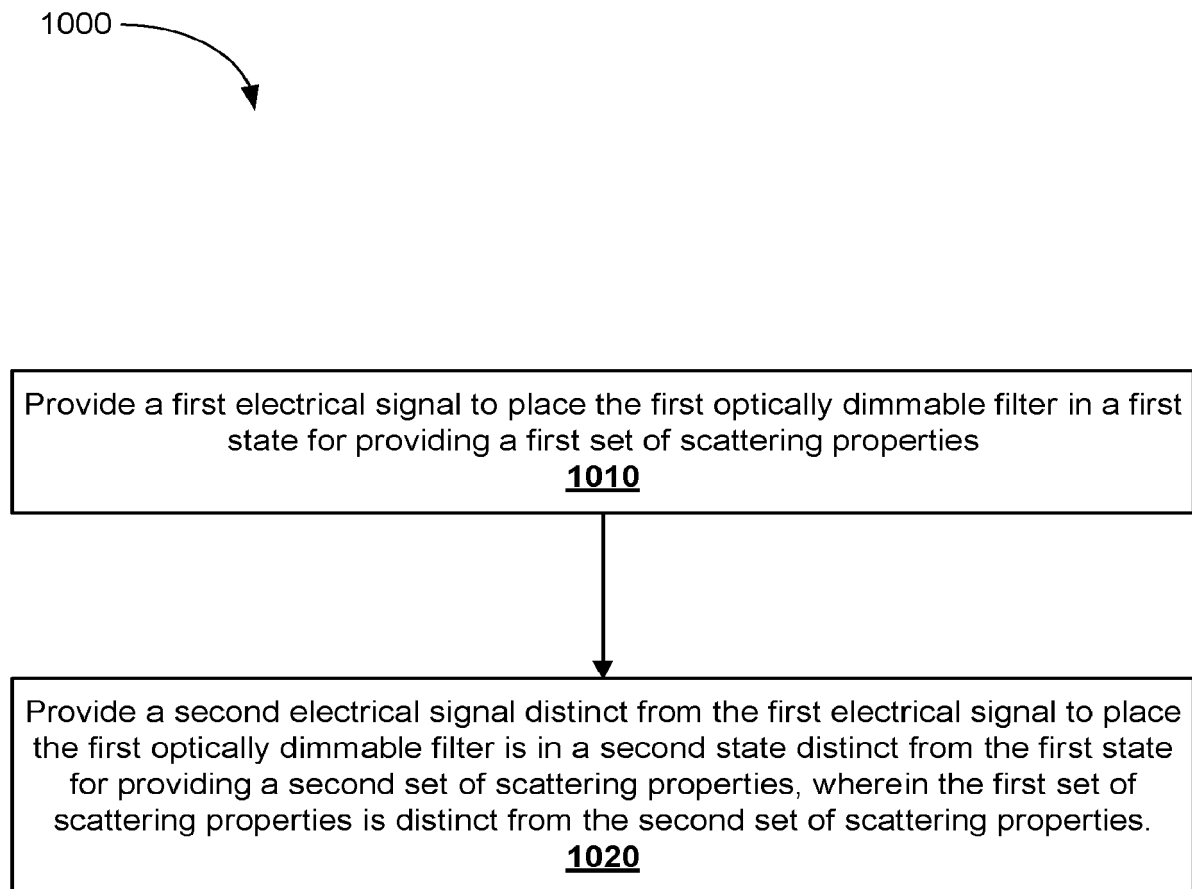 1000
Provide a first electrical signal to place the first optically dimmable filter in a first
state for providing a first set of scattering properties
1010
Provide a second electrical signal distinct from the first electrical signal to place
the first optically dimmable filter is in a second state distinct from the first state
for providing a second set of scattering properties, wherein the first set of
scattering properties is distinct from the second set of scattering properties.
1020